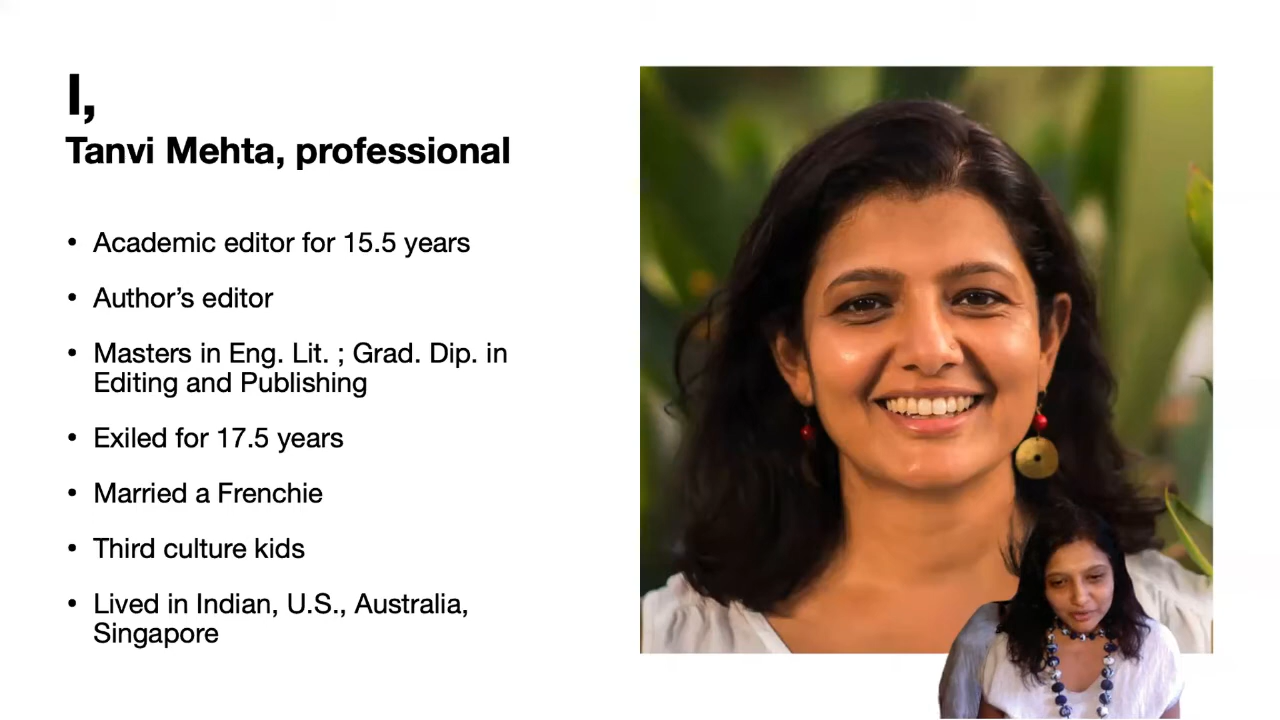 I,
Tanvi Mehta, professional
• Academic editor for 15.5 years
• Author’s editor
• Masters in Eng. Lit. ; Grad. Dip. in
Editing and Publishing
• Exiled for 17.5 years
• Married a Frenchie
• Third culture kids
• Lived in Indian, U.S., Australia,
Singapore